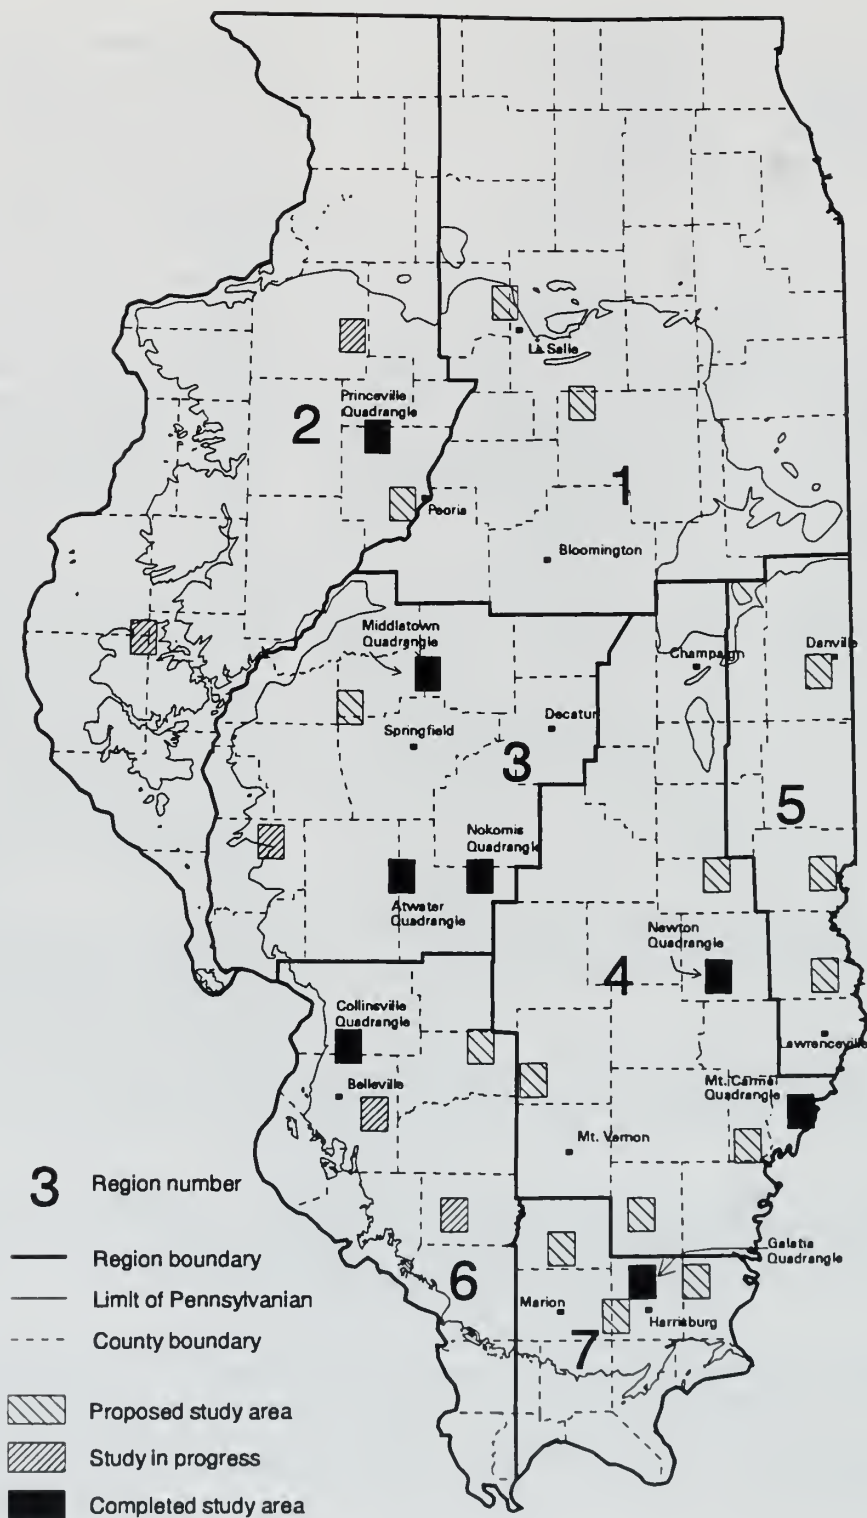 La Salle
Princeville
Quadrangle
2
1
Peoria
Bloomington
Middletown
Quadrangle
Champaign
Danville
Springfield
Decatur
3
5
Nokomis
Quadrangle
Atwater
Quadrangle
Newton
Quadrangle
4
Collinsville
Quadrangle
Lawrenceville
Belleville
Mt. Carmel
Quadrangle
Mt. Vernon
3 Region number
Region boundary
Limit of Pennsylvanian
County boundary
6
Galatia
Quadrangle
Marion
Harrisburg
7
Proposed study area
Study in progress
Completed study area